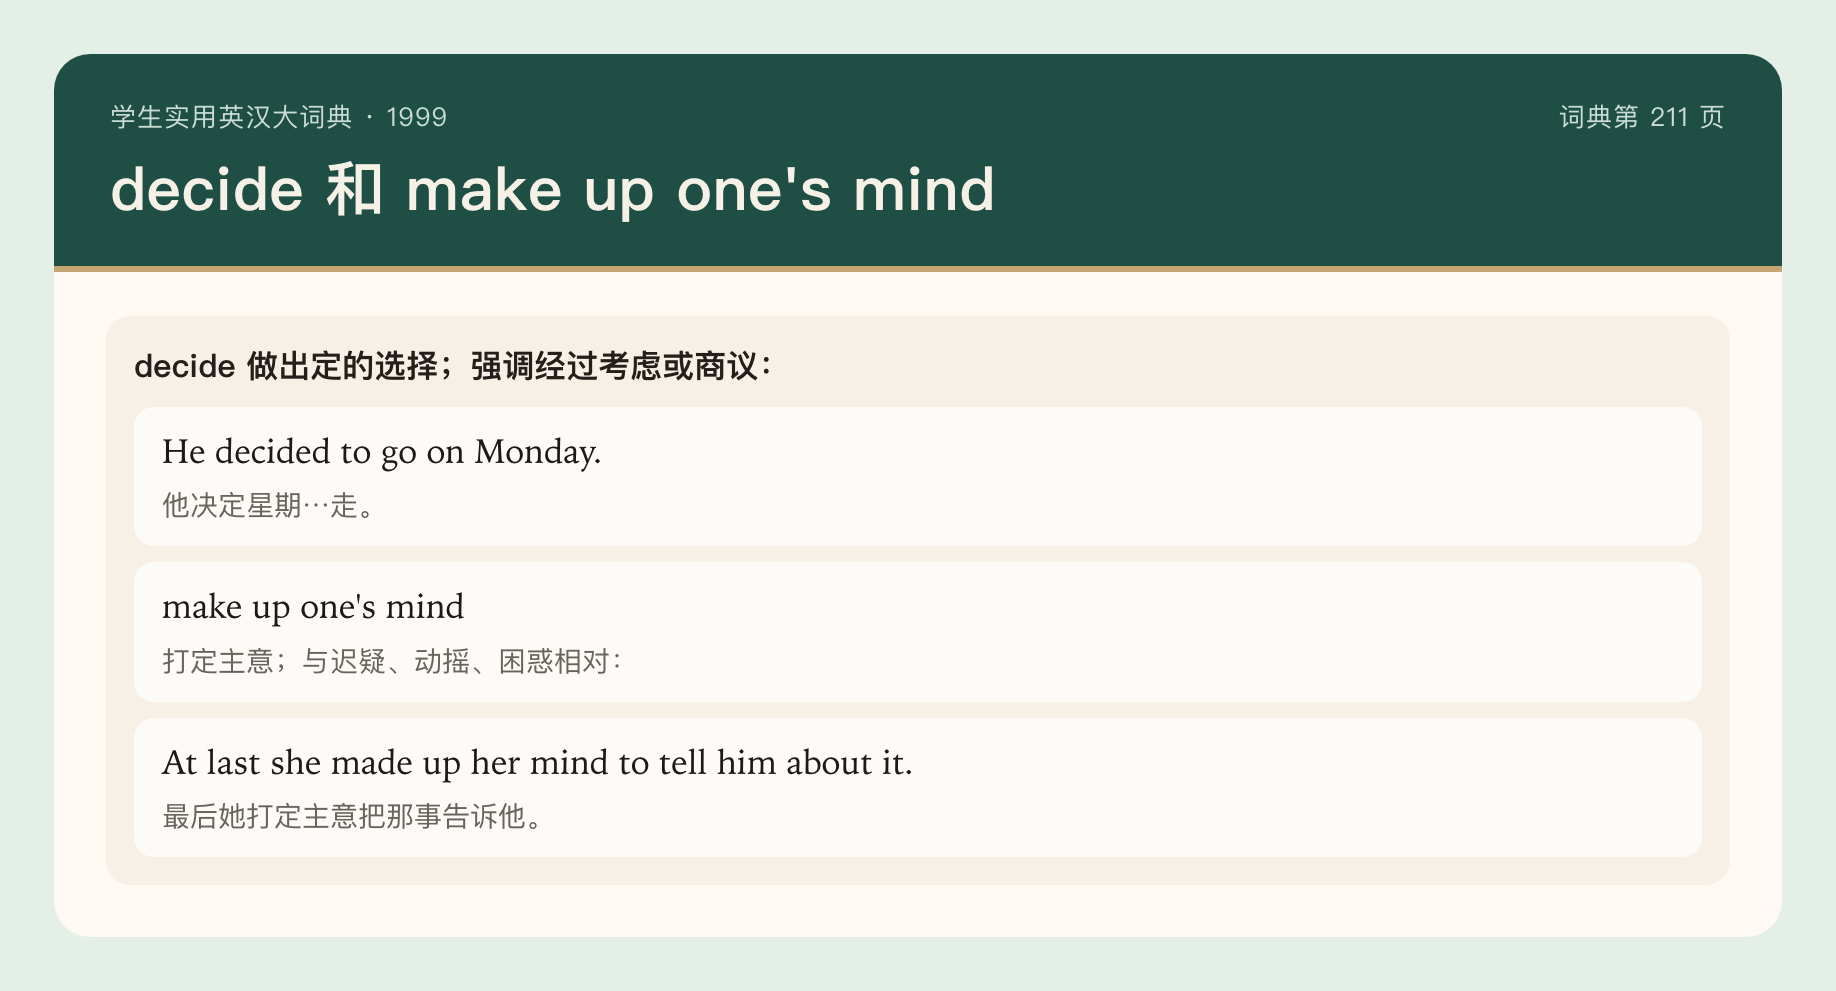 学生实用英汉大词典 · 1999
词典第 211 页
decide 和 make up one's mind
decide 做出定的选择；强调经过考虑或商议：
He decided to go on Monday.
他决定星期…走。
make up one's mind
打定主意；与迟疑、动摇、困惑相对：
At last she made up her mind to tell him about it.
最后她打定主意把那事告诉他。